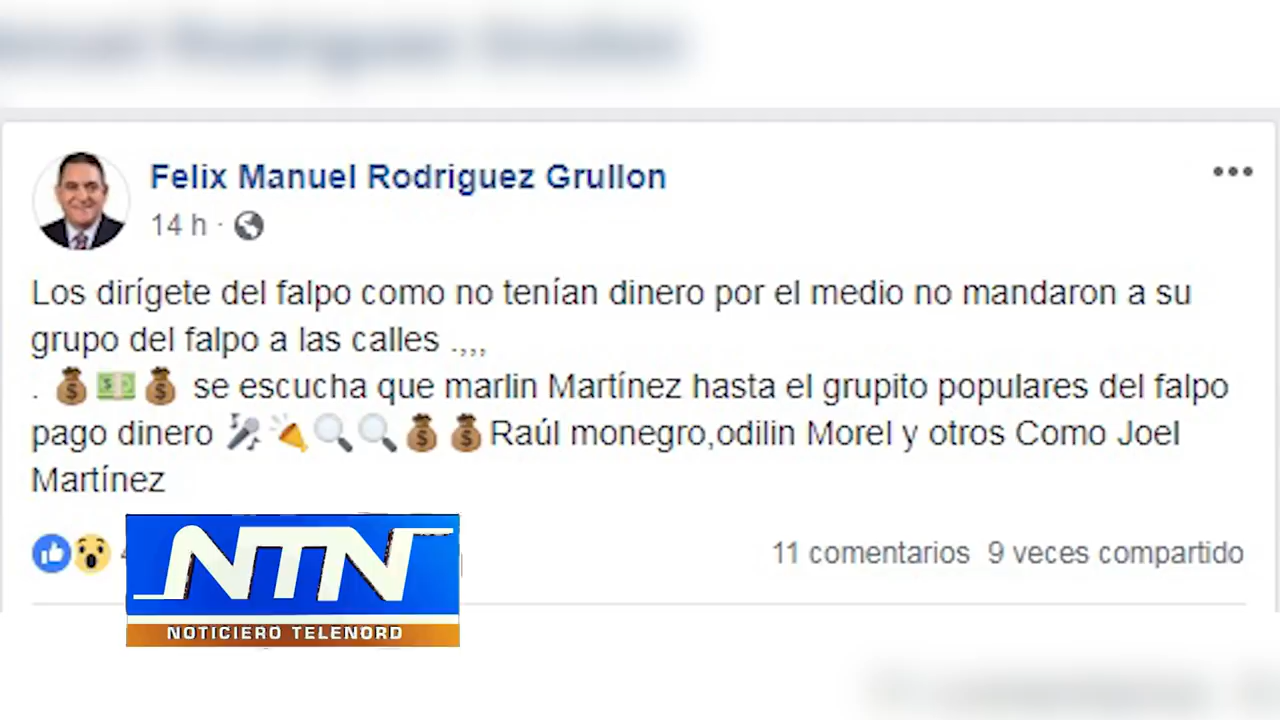 Felix Manuel Rodriguez Grullon
14 h ·
Los dirígete del falpo como no tenían dinero por el medio no mandaron a su
grupo del falpo a las calles .,,,
. 💰💵💰 se escucha que marlin Martínez hasta el grupito populares del falpo
pago dinero 🎤📣🔍🔍💰💰Raúl monegro,odilin Morel y otros Como Joel
Martínez
11 comentarios 9 veces compartido
NTN
NOTICIERO TELENORD